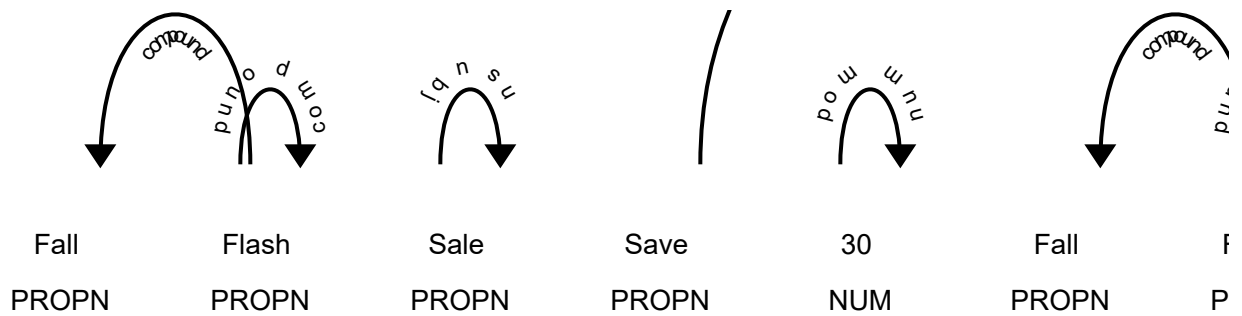 compound compound nsubj nummod compound
Fall Flash Sale Save 30 Fall
PROPN PROPN PROPN PROPN NUM PROPN P